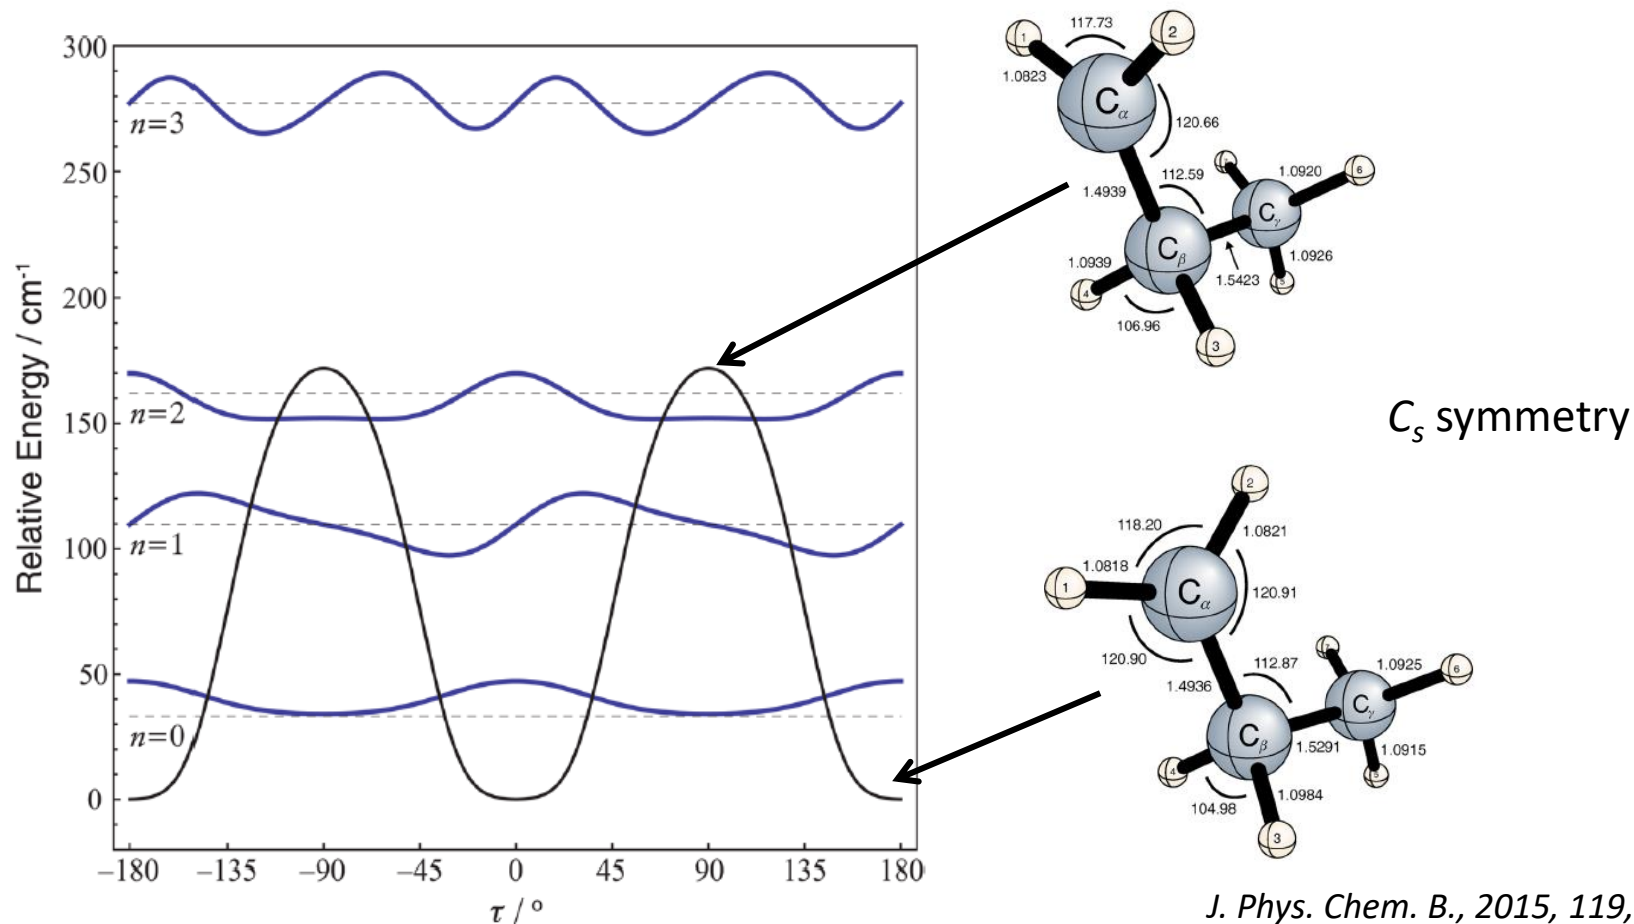 Relative Energy / cm-1
300
250
200
150
100
50
0
n=3
n=2
n=1
n=0
−180 −135 −90 −45 0 45 90 135 180
τ / °
117.73
1
2
1.0823
Cα
120.66
1.4939
112.59
1.0920
6
Cγ
Cβ
1.0939
1.0926
4
1.5423
5
106.96
3
Cs symmetry
2
118.20
1.0821
1.0818
1
Cα
120.91
120.90
112.87
7
1.0925
6
1.4936
Cγ
Cβ
1.5291
1.0915
4
5
104.98
1.0984
3
J. Phys. Chem. B., 2015, 119,